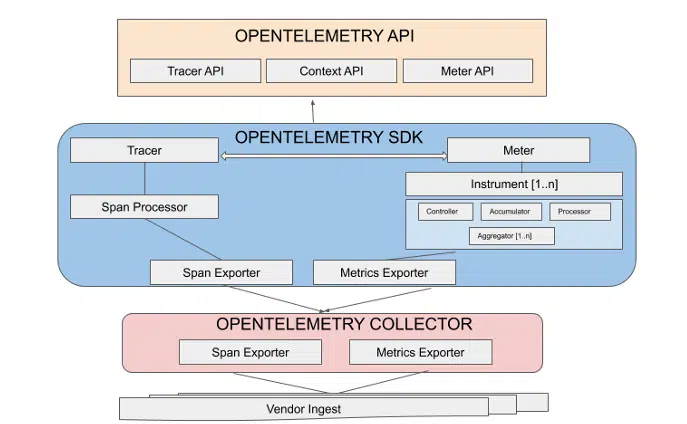 OPENTELEMETRY API
Tracer API
Context API
Meter API
OPENTELEMETRY SDK
Tracer
Meter
Span Processor
Instrument [1..n]
Controller
Accumulator
Processor
Aggregator [1..n]
Span Exporter
Metrics Exporter
OPENTELEMETRY COLLECTOR
Span Exporter
Metrics Exporter
Vendor Ingest